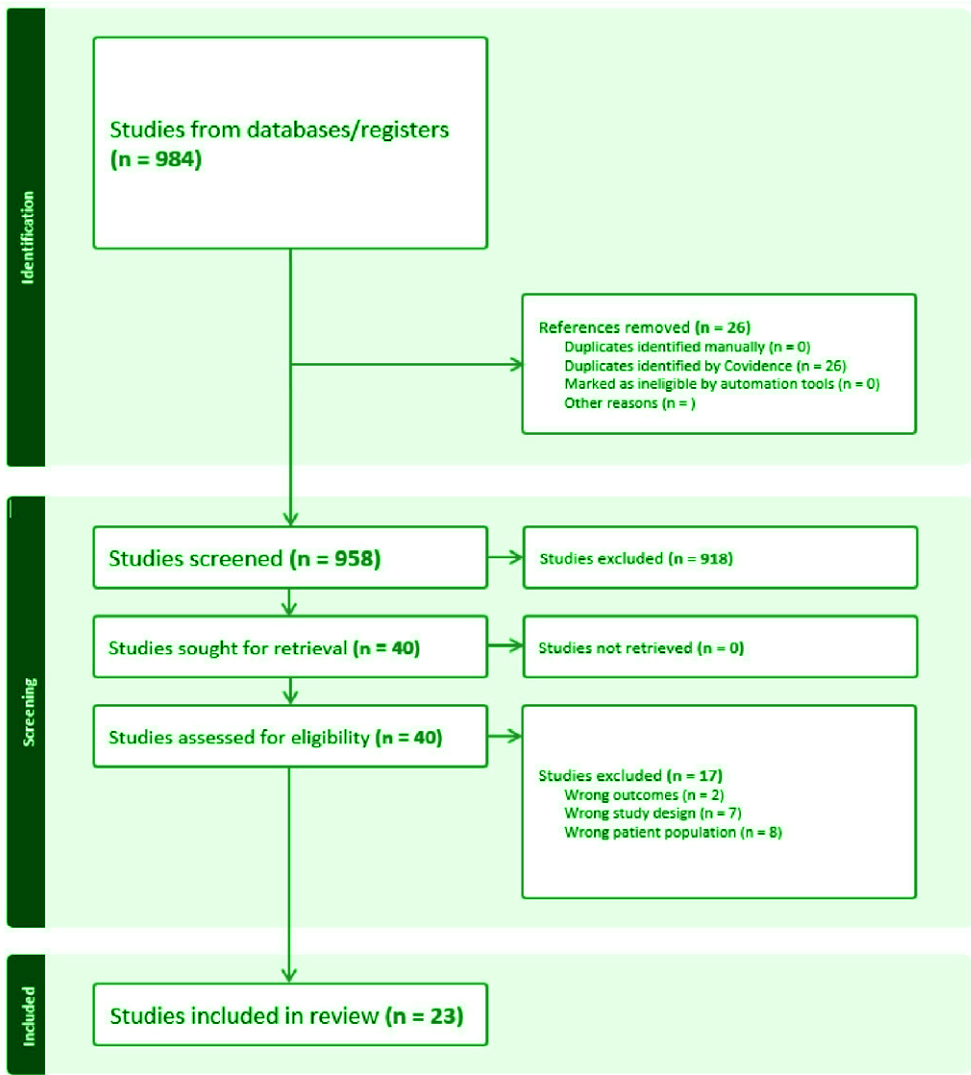 Identification
Studies from databases/registers
(n = 984)
References removed (n = 26)
Duplicates identified manually (n = 0)
Duplicates identified by Covidence (n = 26)
Marked as ineligible by automation tools (n = 0)
Other reasons (n = )
Screening
Studies screened (n = 958)
Studies excluded (n = 918)
Studies sought for retrieval (n = 40)
Studies not retrieved (n = 0)
Studies assessed for eligibility (n = 40)
Studies excluded (n = 17)
Wrong outcomes (n = 2)
Wrong study design (n = 7)
Wrong patient population (n = 8)
Included
Studies included in review (n = 23)